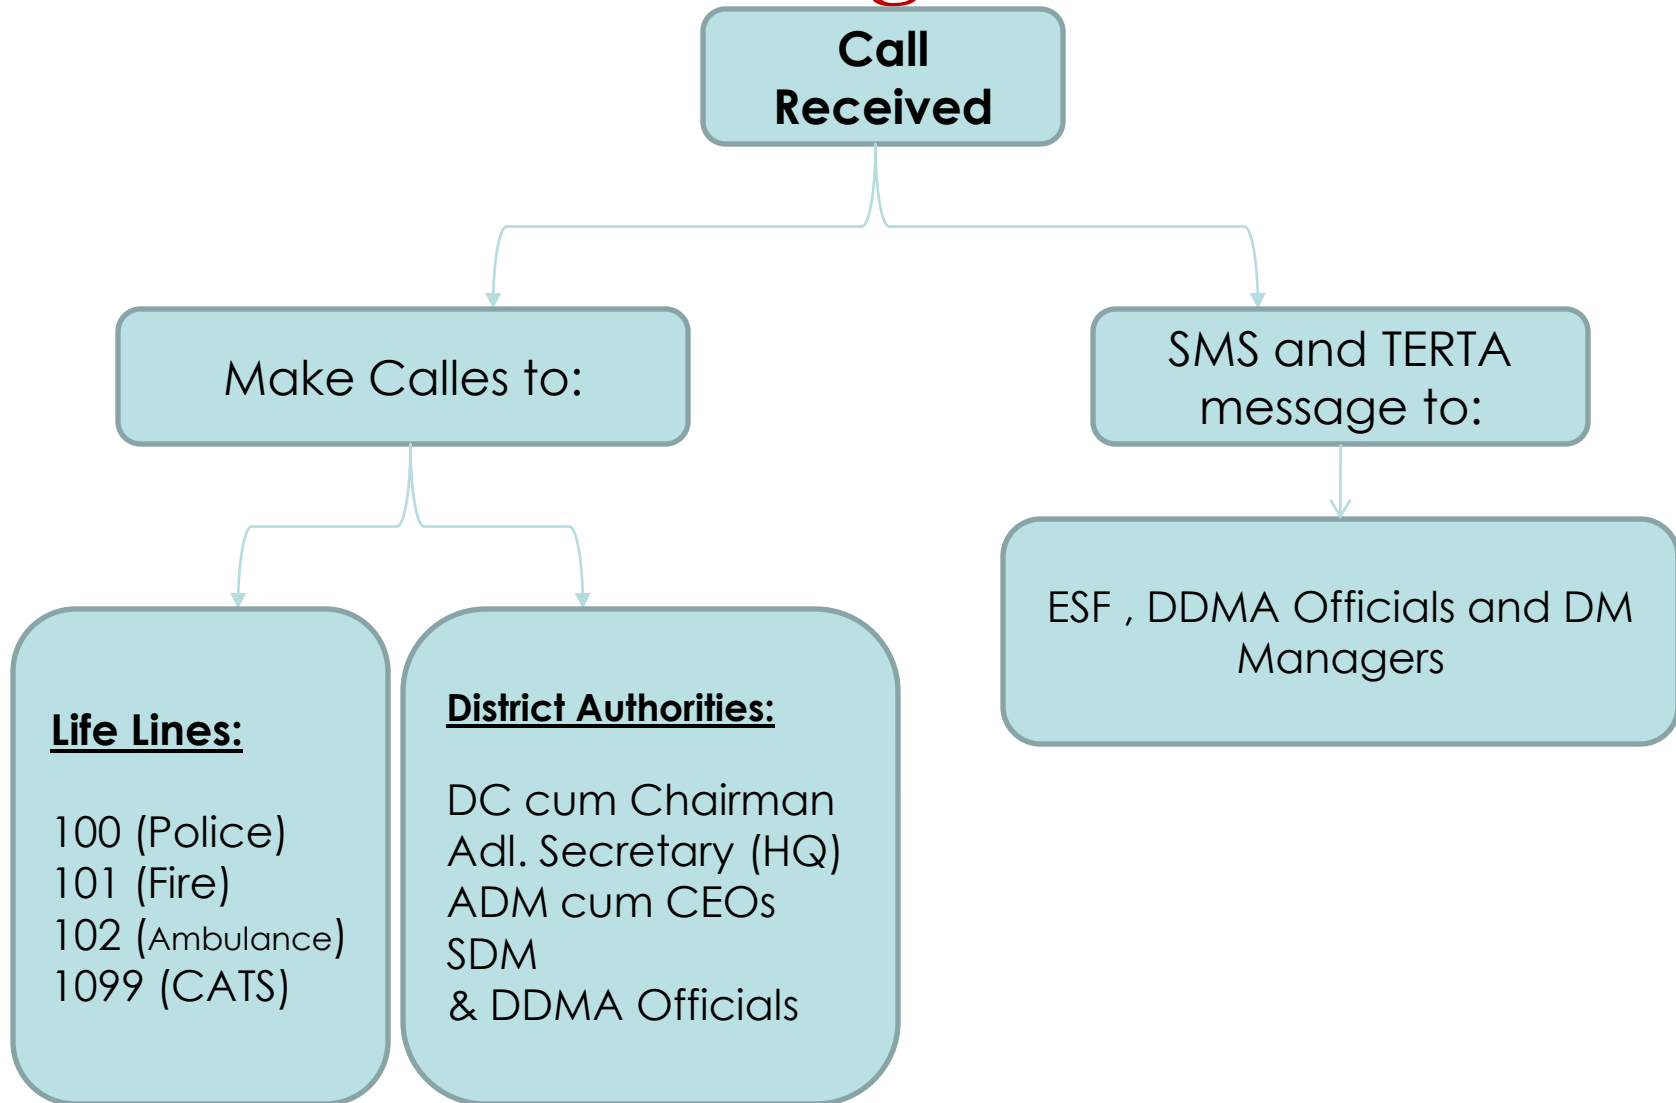 Call
Received
Make Calles to:
SMS and TERTA
message to:
ESF , DDMA Officials and DM
Managers
Life Lines:
100 (Police)
101 (Fire)
102 (Ambulance)
1099 (CATS)
District Authorities:
DC cum Chairman
Adl. Secretary (HQ)
ADM cum CEOs
SDM
& DDMA Officials